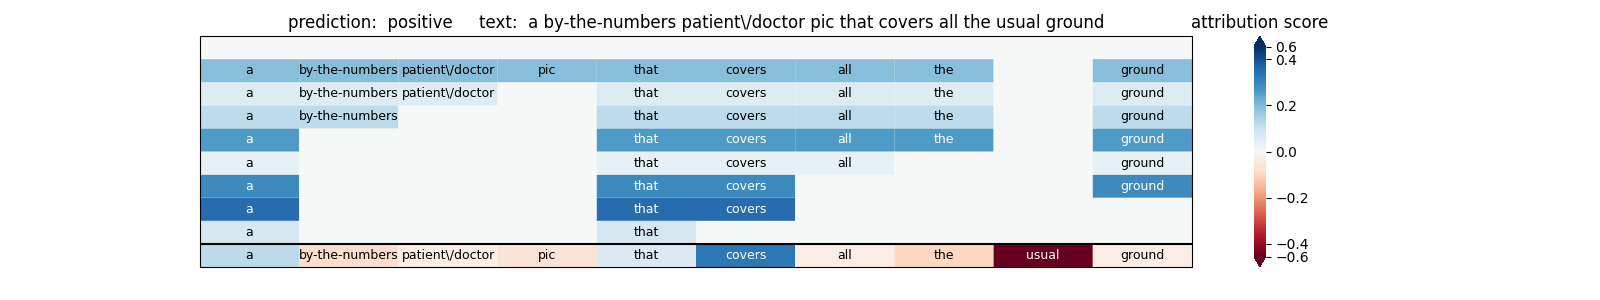 prediction:  positive     text:  a by-the-numbers patient\/doctor pic that covers all the usual ground
attribution score
a by-the-numbers patient\/doctor pic that covers all the ground
a by-the-numbers patient\/doctor that covers all the ground
a by-the-numbers that covers all the ground
a that covers all the ground
a that covers all ground
a that covers ground
a that covers
a that
a by-the-numbers patient\/doctor pic that covers all the usual ground
0.6
0.4
0.2
0.0
−0.2
−0.4
−0.6